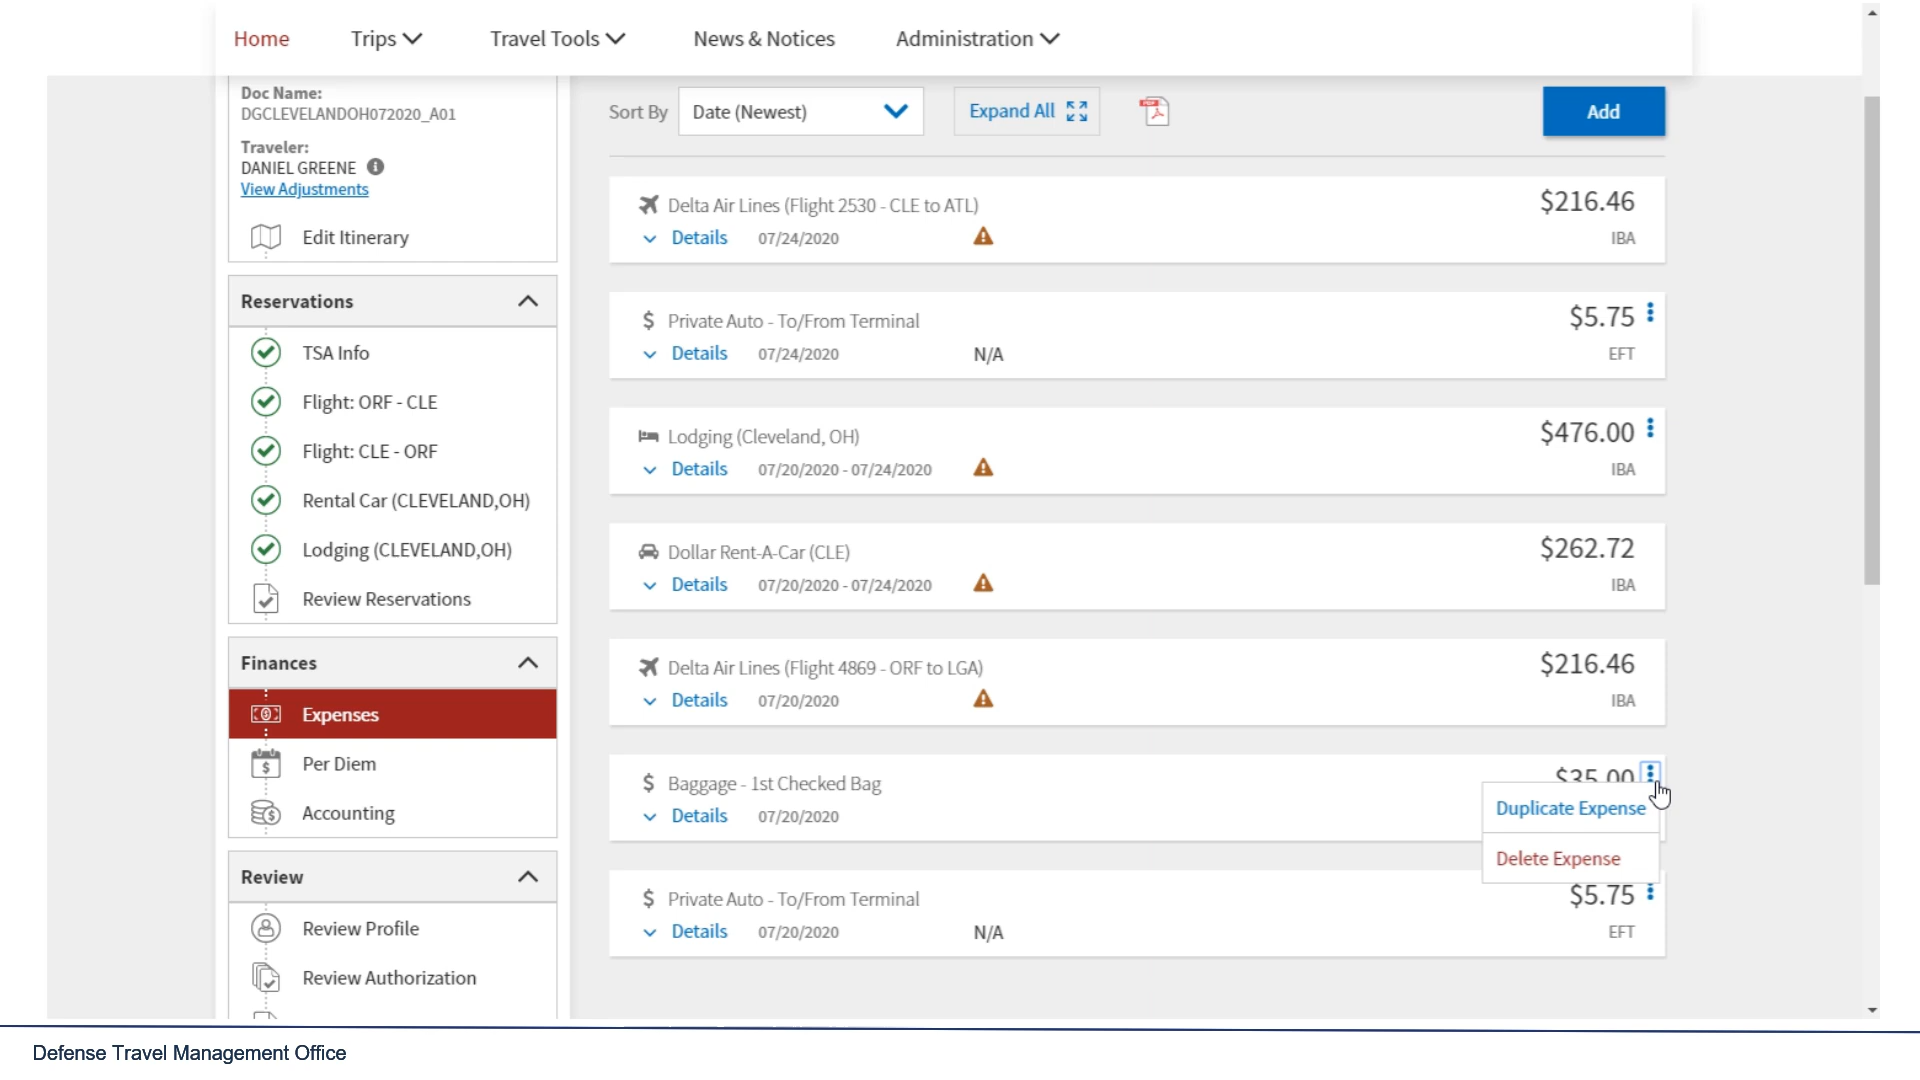 Home
Trips
Travel Tools
News & Notices
Administration
Doc Name:
DGCLEVELANDOH072020_A01
Traveler:
DANIEL GREENE
View Adjustments
Edit Itinerary
Reservations
TSA Info
Flight: ORF - CLE
Flight: CLE - ORF
Rental Car (CLEVELAND,OH)
Lodging (CLEVELAND,OH)
Review Reservations
Finances
Expenses
Per Diem
Accounting
Review
Review Profile
Review Authorization
Sort By Date (Newest) Expand All Add
Delta Air Lines (Flight 2530 - CLE to ATL) $216.46
Details 07/24/2020 IBA
Private Auto - To/From Terminal $5.75
Details 07/24/2020 N/A EFT
Lodging (Cleveland, OH) $476.00
Details 07/20/2020 - 07/24/2020 IBA
Dollar Rent-A-Car (CLE) $262.72
Details 07/20/2020 - 07/24/2020 IBA
Delta Air Lines (Flight 4869 - ORF to LGA) $216.46
Details 07/20/2020 IBA
Baggage - 1st Checked Bag $35.00
Details 07/20/2020
Duplicate Expense
Delete Expense
Private Auto - To/From Terminal $5.75
Details 07/20/2020 N/A EFT
Defense Travel Management Office